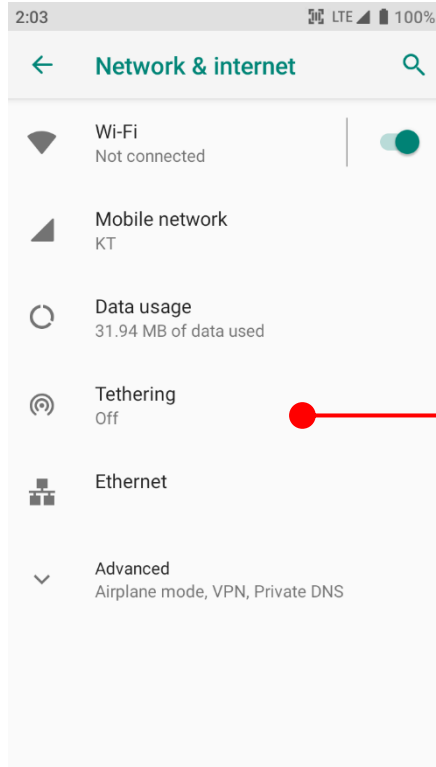 2:03
LTE 100%
Network & internet
Wi-Fi
Not connected
Mobile network
KT
Data usage
31.94 MB of data used
Tethering
Off
Ethernet
Advanced
Airplane mode, VPN, Private DNS